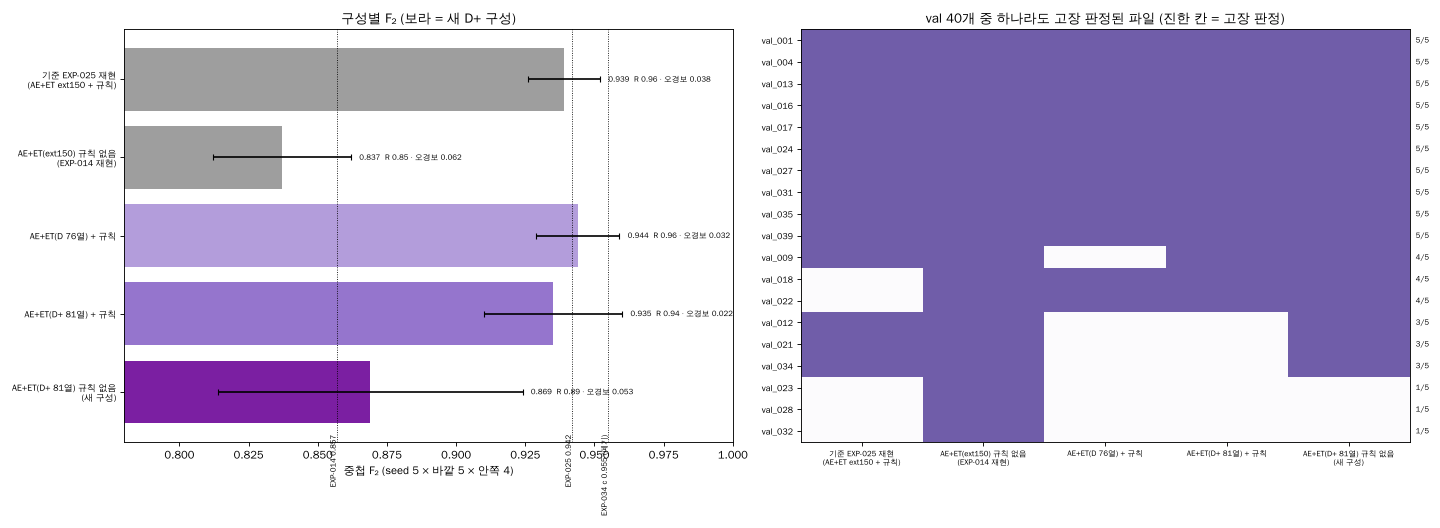 구성별 F₂ (보라 = 새 D+ 구성)
기준 EXP-025 재현
(AE+ET ext150 + 규칙)
AE+ET(ext150) 규칙 없음
(EXP-014 재현)
AE+ET(D 76열) + 규칙
AE+ET(D+ 81열) + 규칙
AE+ET(D+ 81열) 규칙 없음
(새 구성)
0.939 R 0.96 · 오경보 0.038
0.837 R 0.85 · 오경보 0.062
0.944 R 0.96 · 오경보 0.032
0.935 R 0.94 · 오경보 0.022
0.869 R 0.89 · 오경보 0.053
0.800 0.825 0.850 0.875 0.900 0.925 0.950 0.975 1.000
EXP-014 0.857
EXP-025 0.942
EXP-034 c 0.955
중첩 F₂ (seed 5 × 바깥 5 × 안쪽 4)
val 40개 중 하나라도 고장 판정된 파일 (진한 칸 = 고장 판정)
val_001 5/5
val_004 5/5
val_013 5/5
val_016 5/5
val_017 5/5
val_024 5/5
val_027 5/5
val_031 5/5
val_035 5/5
val_039 5/5
val_009 4/5
val_018 4/5
val_022 4/5
val_012 3/5
val_021 3/5
val_034 3/5
val_023 1/5
val_028 1/5
val_032 1/5
기준 EXP-025 재현
(AE+ET ext150 + 규칙)
AE+ET(ext150) 규칙 없음
(EXP-014 재현)
AE+ET(D 76열) + 규칙
AE+ET(D+ 81열) + 규칙
AE+ET(D+ 81열) 규칙 없음
(새 구성)